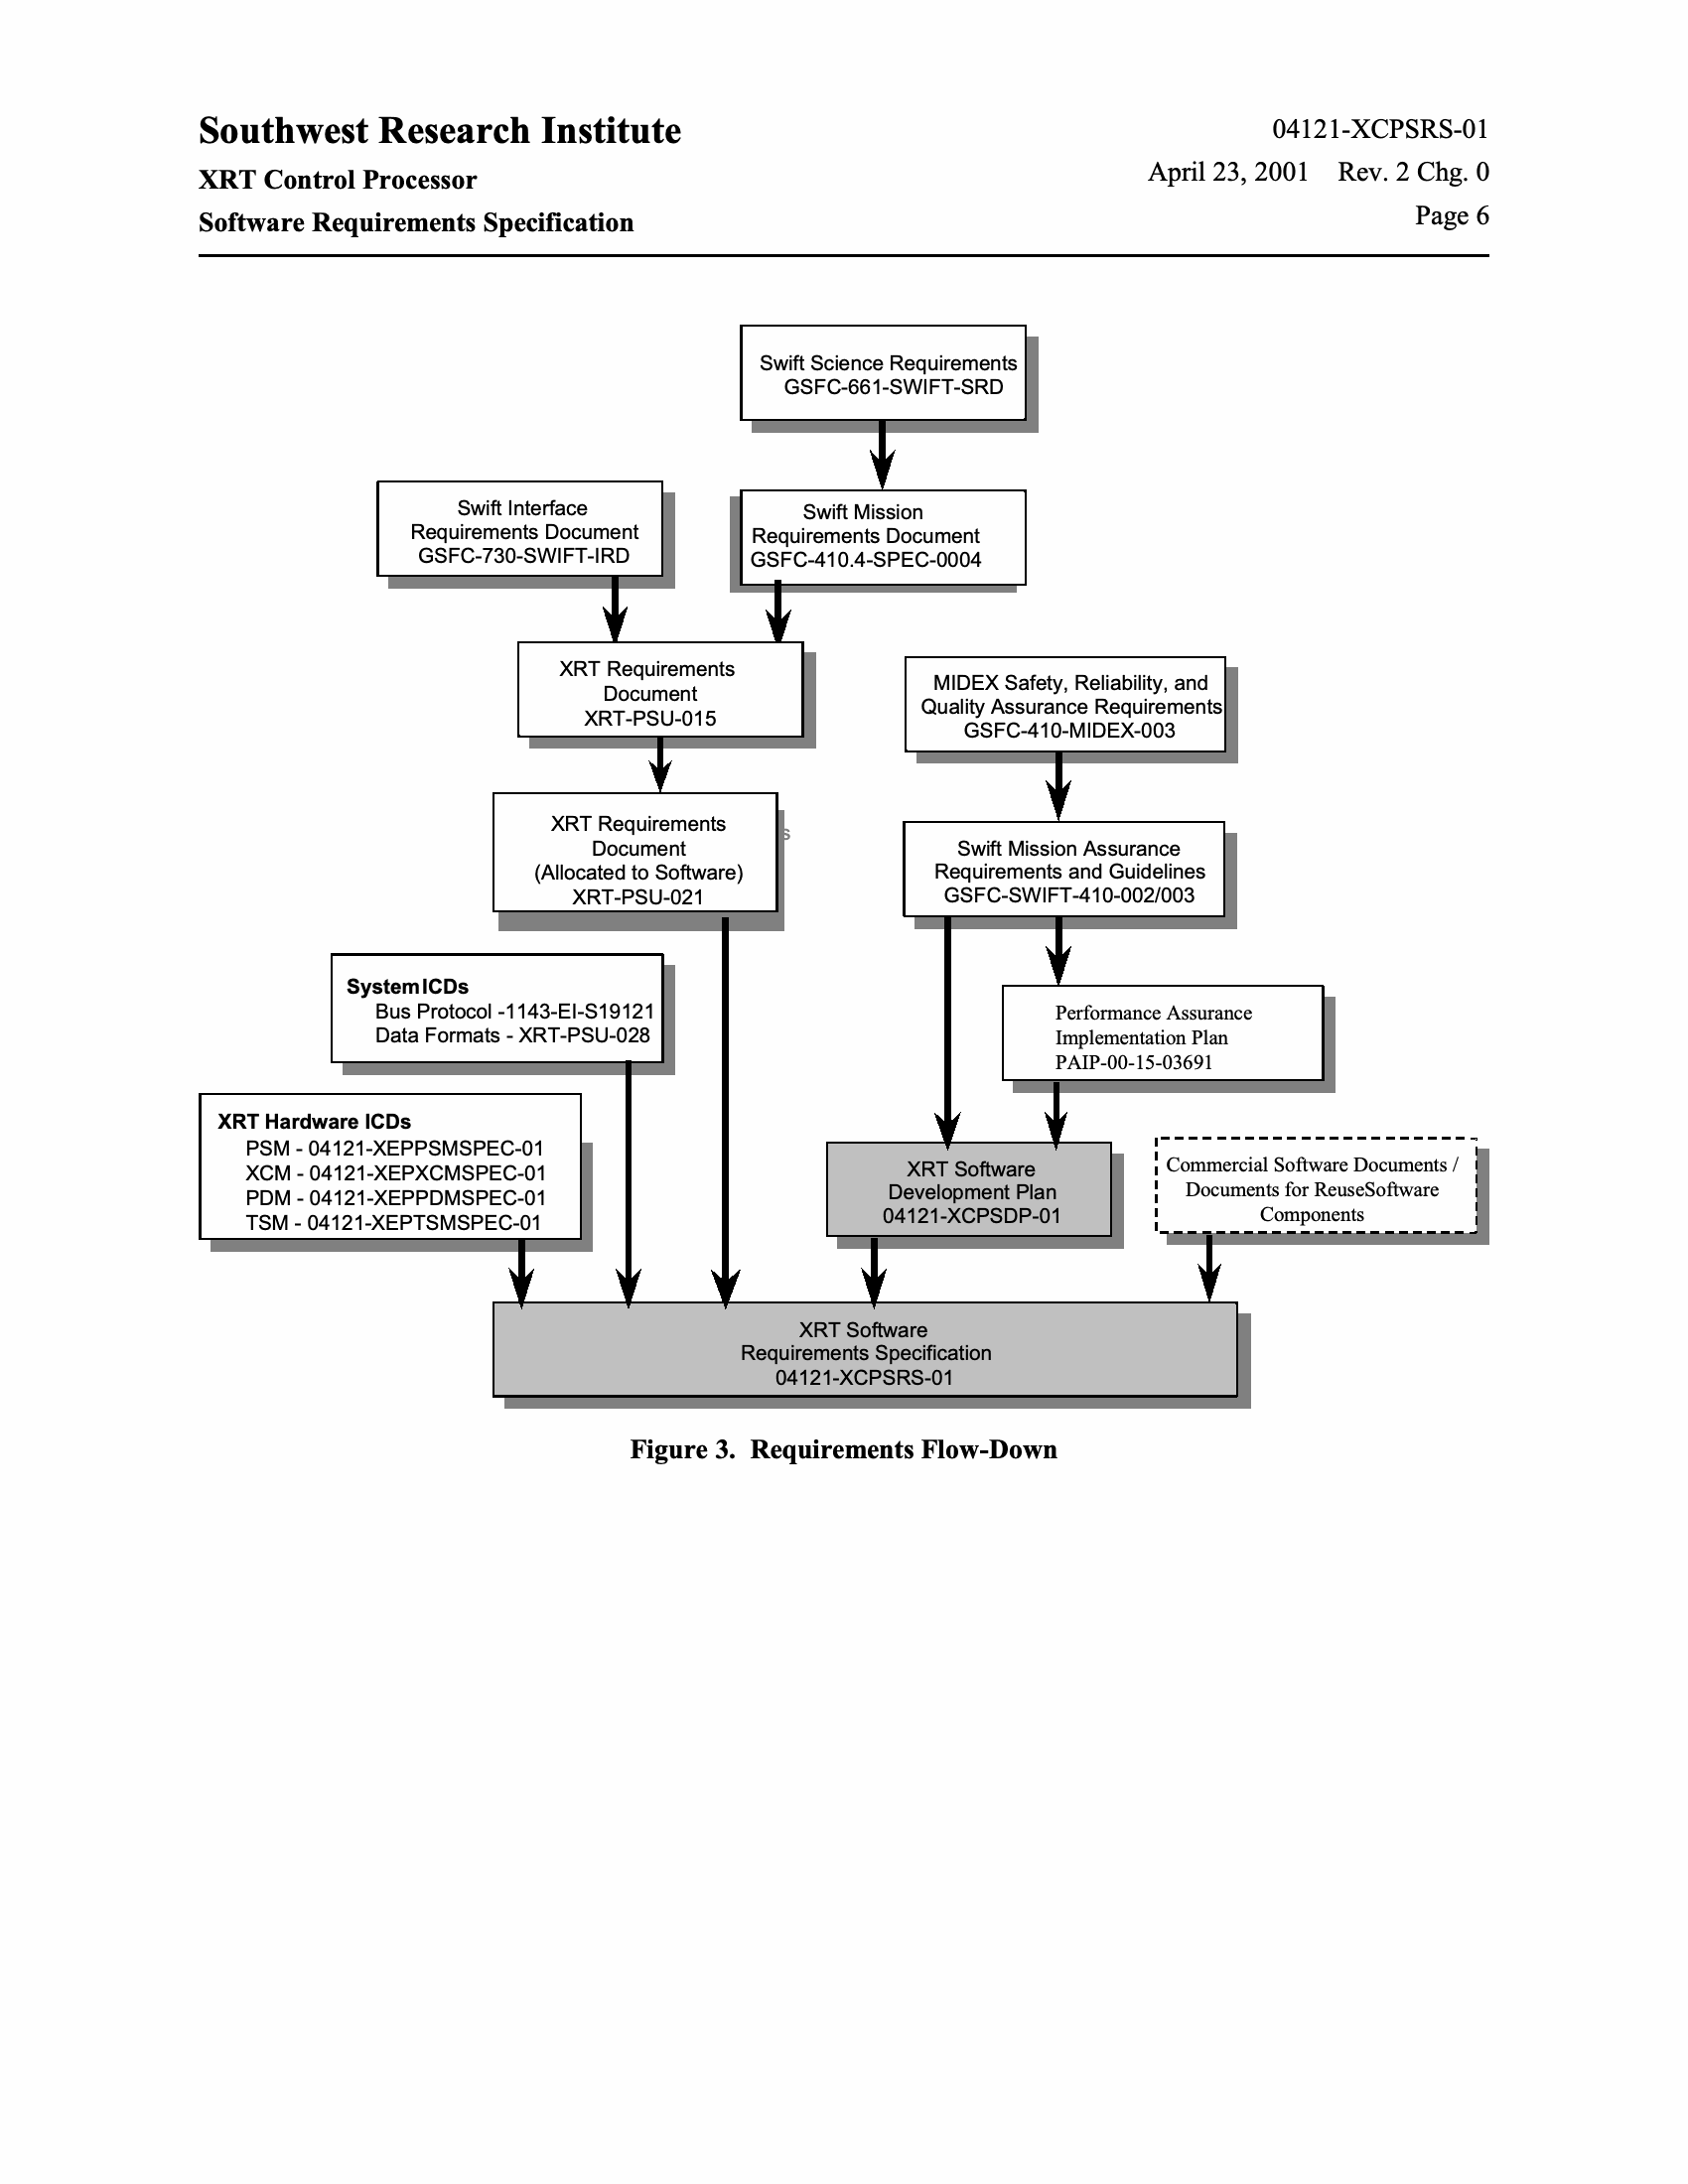 Southwest Research Institute
04121-XCPSRS-01
XRT Control Processor
April 23, 2001 Rev. 2 Chg. 0
Software Requirements Specification
Page 6
Swift Science Requirements
GSFC-661-SWIFT-SRD
Swift Interface
Requirements Document
GSFC-730-SWIFT-IRD
Swift Mission
Requirements Document
GSFC-410.4-SPEC-0004
XRT Requirements
Document
XRT-PSU-015
MIDEX Safety, Reliability, and
Quality Assurance Requirements
GSFC-410-MIDEX-003
XRT Requirements
Document
(Allocated to Software)
XRT-PSU-021
s
Swift Mission Assurance
Requirements and Guidelines
GSFC-SWIFT-410-002/003
System ICDs
Bus Protocol -1143-EI-S19121
Data Formats - XRT-PSU-028
Performance Assurance
Implementation Plan
PAIP-00-15-03691
XRT Hardware ICDs
PSM - 04121-XEPPSMSPEC-01
XCM - 04121-XEPXCMSPEC-01
PDM - 04121-XEPPDMSPEC-01
TSM - 04121-XEPTSMSPEC-01
XRT Software
Development Plan
04121-XCPSDP-01
Commercial Software Documents /
Documents for ReuseSoftware
Components
XRT Software
Requirements Specification
04121-XCPSRS-01
Figure 3. Requirements Flow-Down